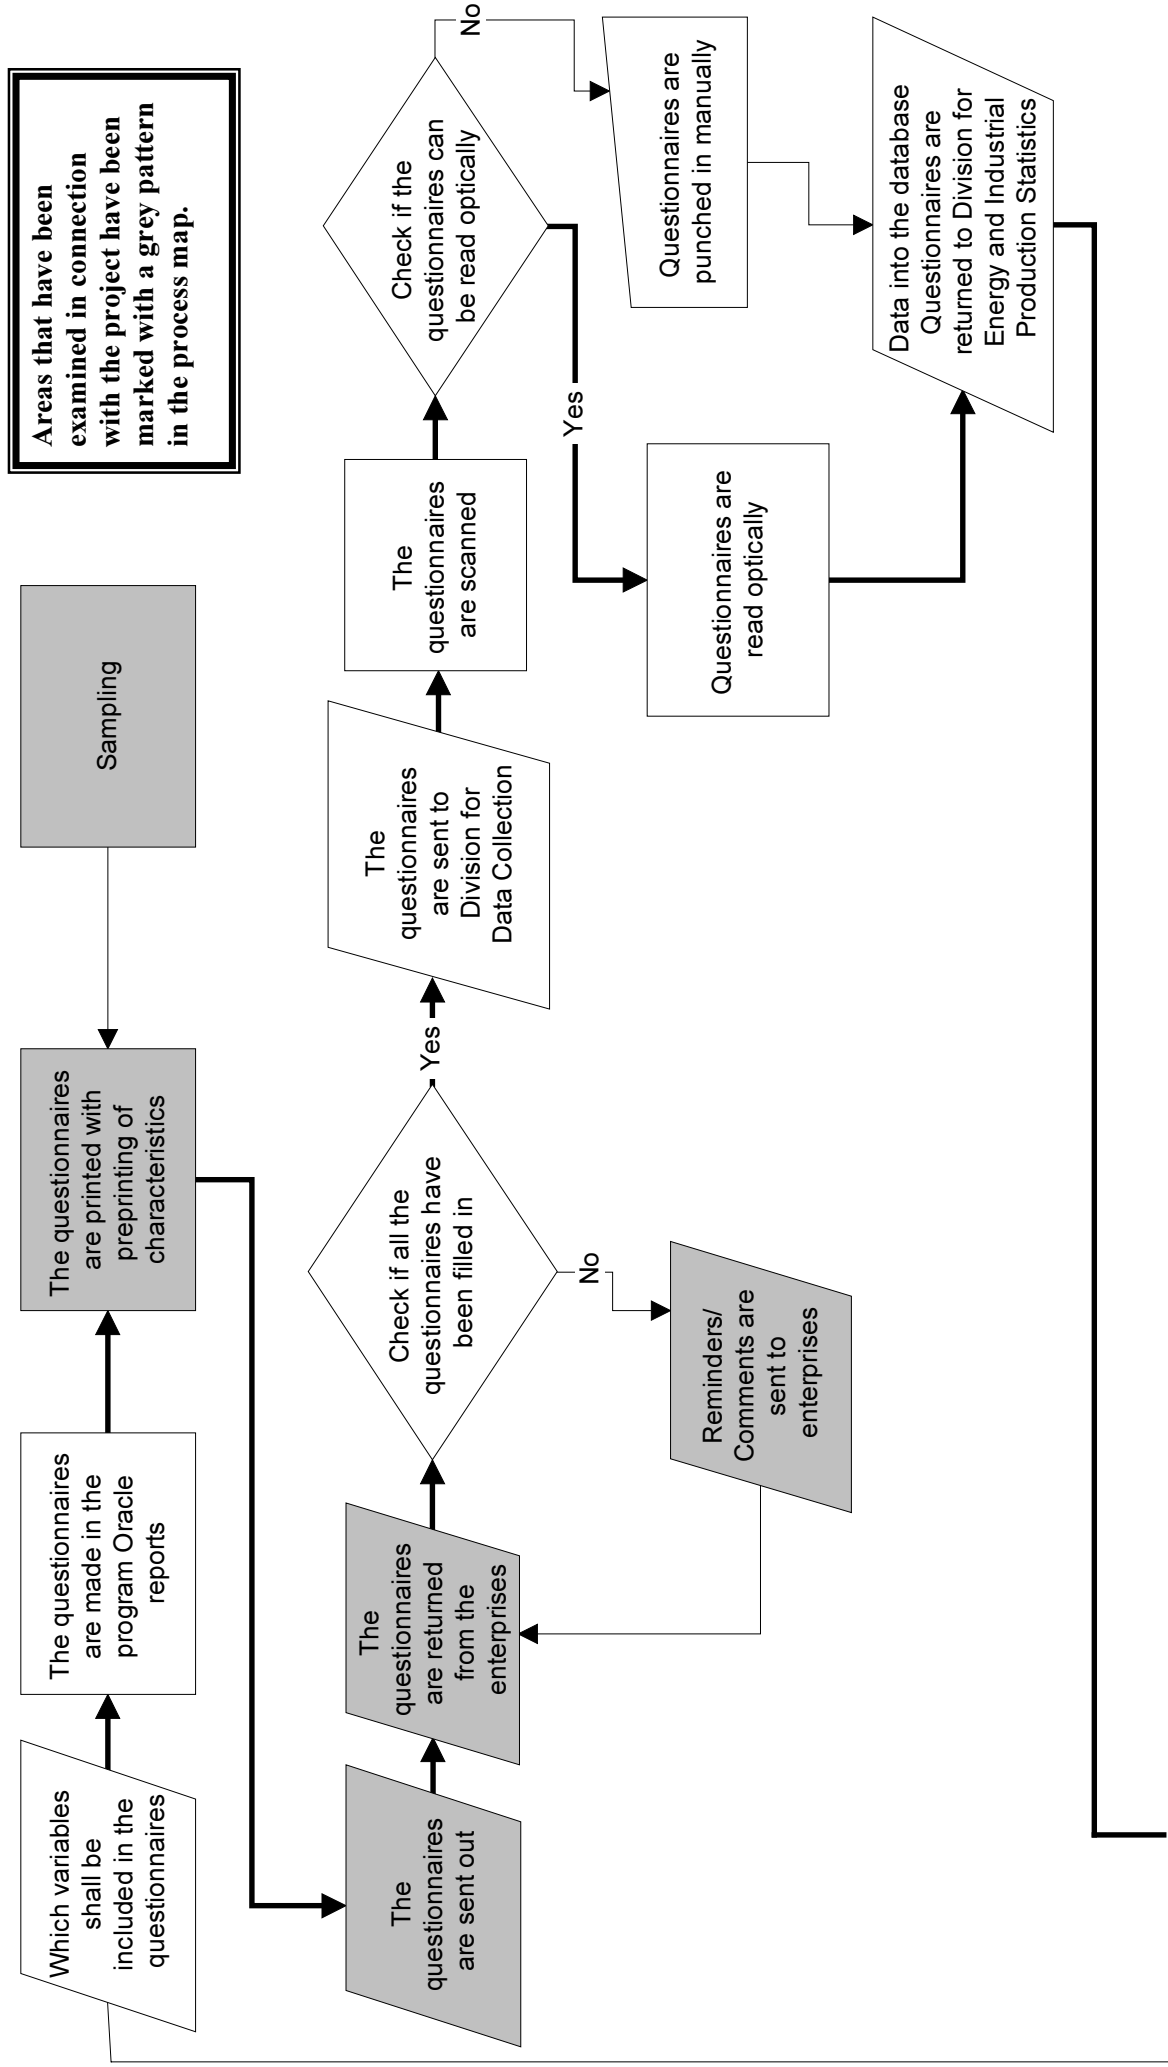 Areas that have been
examined in connection
with the project have been
marked with a grey pattern
in the process map.
Which variables
shall be
included in the
questionnaires
The questionnaires
are made in the
program Oracle
reports
The questionnaires
are printed with
preprinting of
characteristics
Sampling
The
questionnaires
are sent out
The
questionnaires
are returned
from the
enterprises
Check if all the
questionnaires have
been filled in
Yes
No
Reminders/
Comments are
sent to
enterprises
The
questionnaires
are sent to
Division for
Data Collection
The
questionnaires
are scanned
Check if the
questionnaires can
be read optically
No
Yes
Questionnaires are
read optically
Questionnaires are
punched in manually
Data into the database
Questionnaires are
returned to Division for
Energy and Industrial
Production Statistics